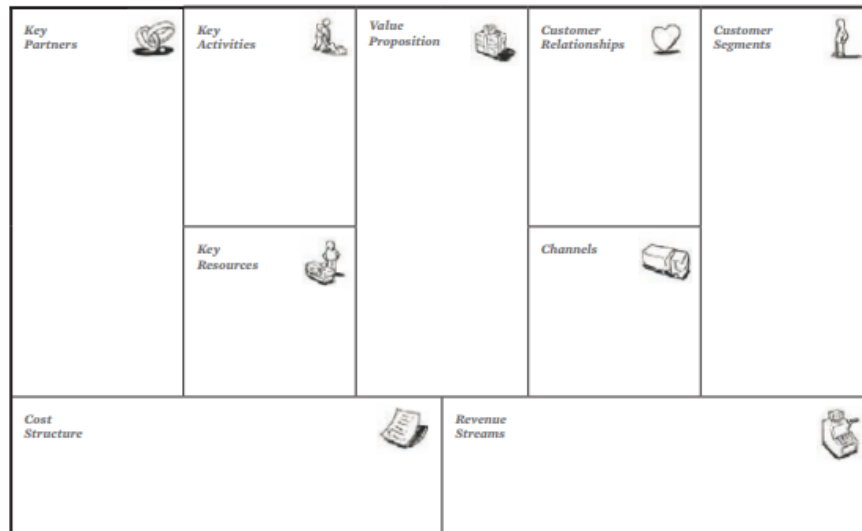 Key
Partners
Key
Activities
Value
Proposition
Customer
Relationships
Customer
Segments
Key
Resources
Channels
Cost
Structure
Revenue
Streams